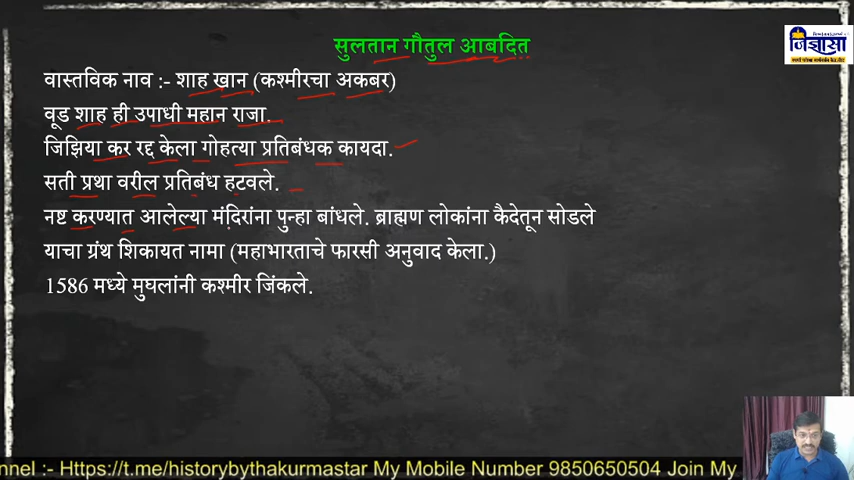 सुलतान गौतुल आबदित
वास्तविक नाव :- शाह खान (कश्मीरचा अकबर)
वूड शाह ही उपाधी महान राजा.
जिझिया कर रद्द केला गोहत्या प्रतिबंधक कायदा.
सती प्रथा वरील प्रतिबंध हटवले.
नष्ट करण्यात आलेल्या मंदिरांना पुन्हा बांधले. ब्राह्मण लोकांना कैदेतून सोडले
याचा ग्रंथ शिकायत नामा (महाभारताचे फारसी अनुवाद केला.)
1586 मध्ये मुघलांनी कश्मीर जिंकले.
जिज्ञासा
nnel :- Https://t.me/historybythakurmastar My Mobile Number 9850650504 Join My